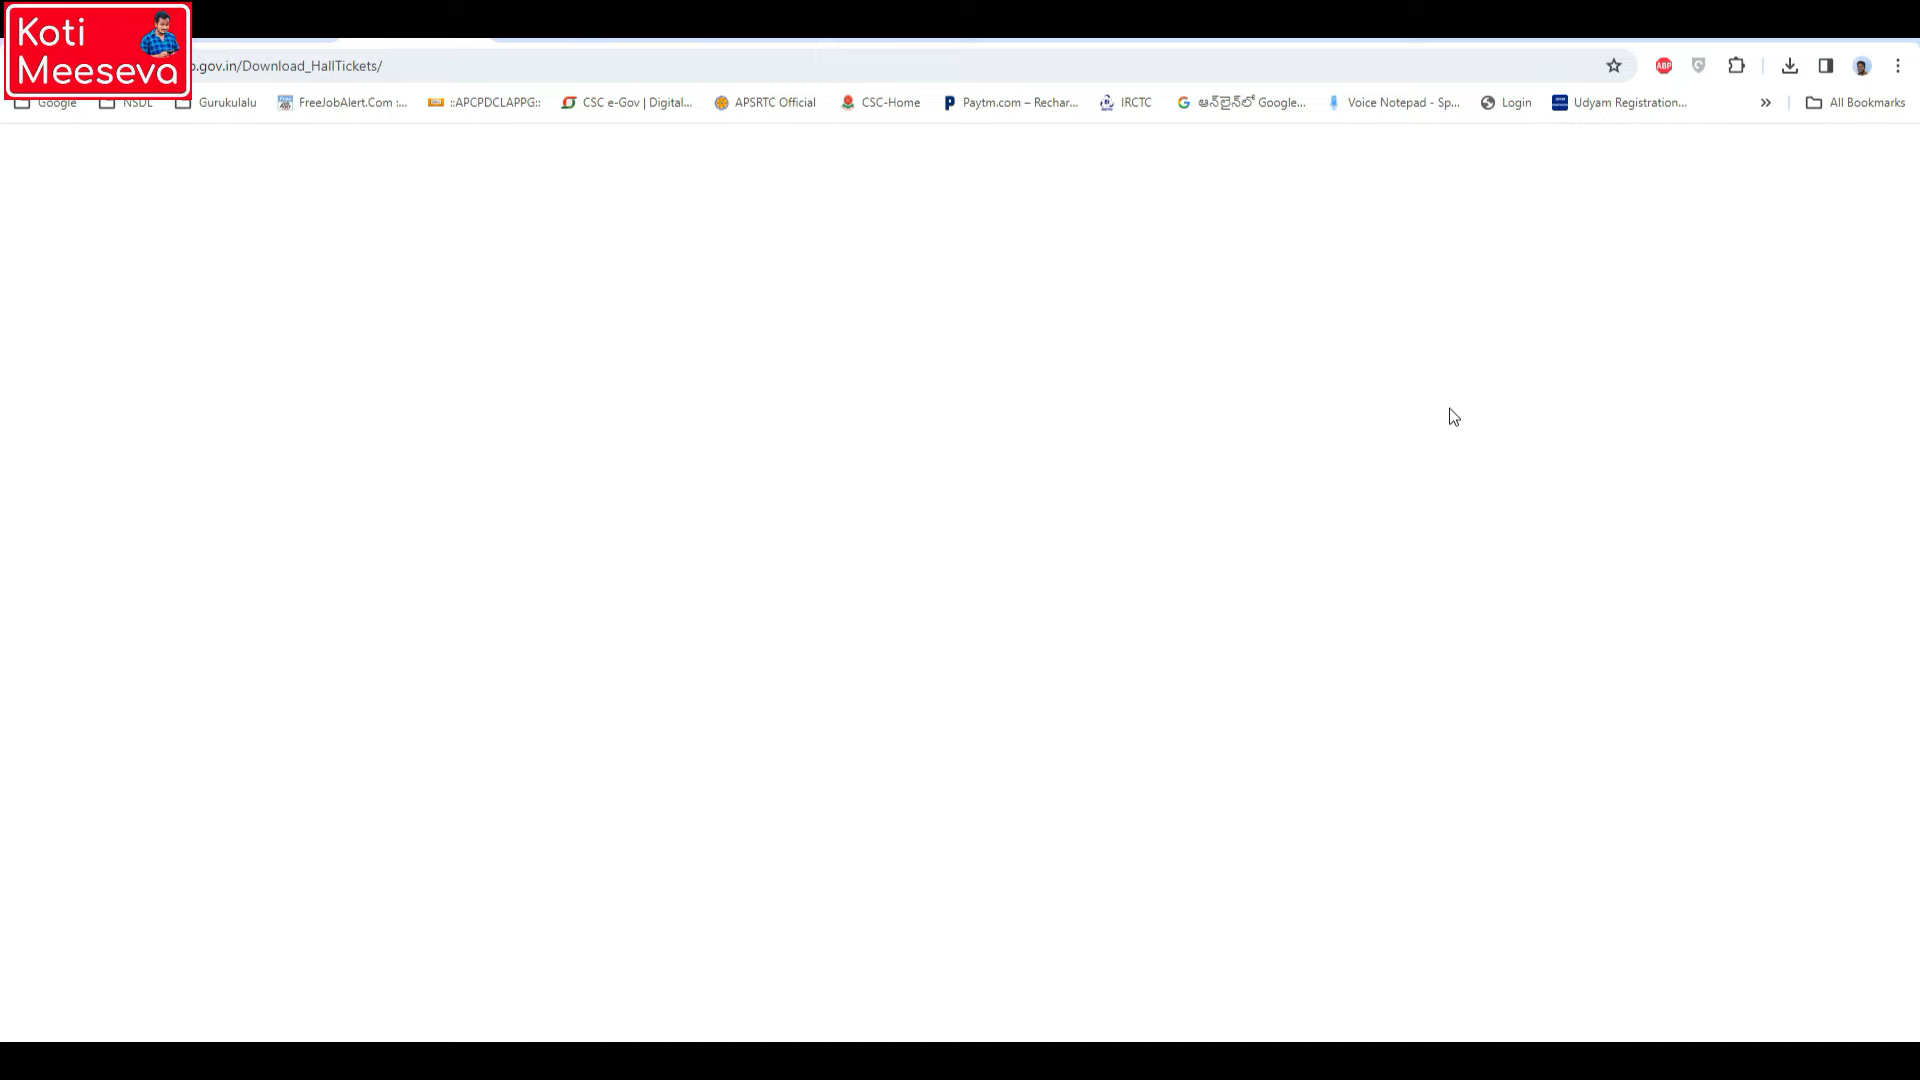 Koti
Meeseva
.gov.in/Download_HallTickets/
Google NSDL Gurukulalu FreeJobAlert.Com :... ::APCPDCLAPPG:: CSC e-Gov | Digital... APSRTC Official CSC-Home Paytm.com – Rechar... IRCTC ఆన్‌లైన్‌లో Google... Voice Notepad - Sp... Login Udyam Registration... » All Bookmarks
ABP